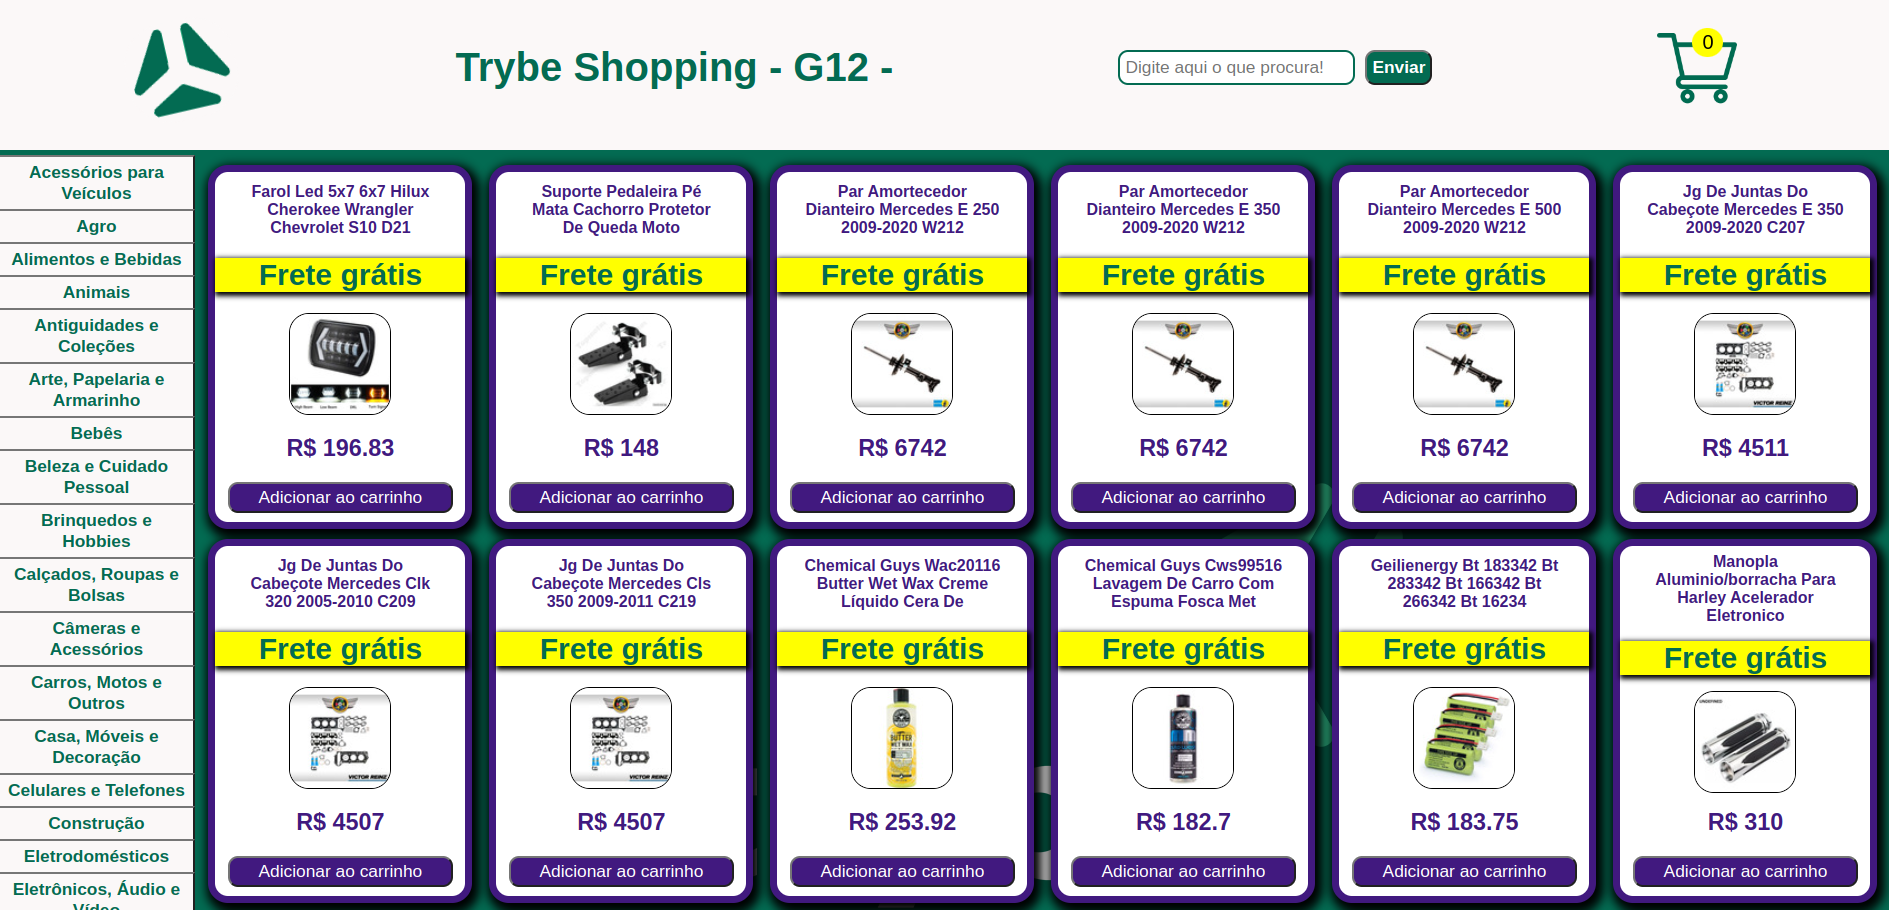 Trybe Shopping - G12 -
Digite aqui o que procura!
Enviar
0
Acessórios para
Veículos
Agro
Alimentos e Bebidas
Animais
Antiguidades e
Coleções
Arte, Papelaria e
Armarinho
Bebês
Beleza e Cuidado
Pessoal
Brinquedos e
Hobbies
Calçados, Roupas e
Bolsas
Câmeras e
Acessórios
Carros, Motos e
Outros
Casa, Móveis e
Decoração
Celulares e Telefones
Construção
Eletrodomésticos
Eletrônicos, Áudio e
Vídeo
Farol Led 5x7 6x7 Hilux
Cherokee Wrangler
Chevrolet S10 D21
Frete grátis
R$ 196.83
Adicionar ao carrinho
Suporte Pedaleira Pé
Mata Cachorro Protetor
De Queda Moto
Frete grátis
R$ 148
Adicionar ao carrinho
Par Amortecedor
Dianteiro Mercedes E 250
2009-2020 W212
Frete grátis
R$ 6742
Adicionar ao carrinho
Par Amortecedor
Dianteiro Mercedes E 350
2009-2020 W212
Frete grátis
R$ 6742
Adicionar ao carrinho
Par Amortecedor
Dianteiro Mercedes E 500
2009-2020 W212
Frete grátis
R$ 6742
Adicionar ao carrinho
Jg De Juntas Do
Cabeçote Mercedes E 350
2009-2020 C207
Frete grátis
VICTOR REINZ
R$ 4511
Adicionar ao carrinho
Jg De Juntas Do
Cabeçote Mercedes Clk
320 2005-2010 C209
Frete grátis
VICTOR REINZ
R$ 4507
Adicionar ao carrinho
Jg De Juntas Do
Cabeçote Mercedes Cls
350 2009-2011 C219
Frete grátis
VICTOR REINZ
R$ 4507
Adicionar ao carrinho
Chemical Guys Wac20116
Butter Wet Wax Creme
Líquido Cera De
Frete grátis
BUTTER
WET WAX
R$ 253.92
Adicionar ao carrinho
Chemical Guys Cws99516
Lavagem De Carro Com
Espuma Fosca Met
Frete grátis
R$ 182.7
Adicionar ao carrinho
Geilienergy Bt 183342 Bt
283342 Bt 166342 Bt
266342 Bt 16234
Frete grátis
R$ 183.75
Adicionar ao carrinho
Manopla
Aluminio/borracha Para
Harley Acelerador
Eletronico
Frete grátis
UNDEFINED
R$ 310
Adicionar ao carrinho